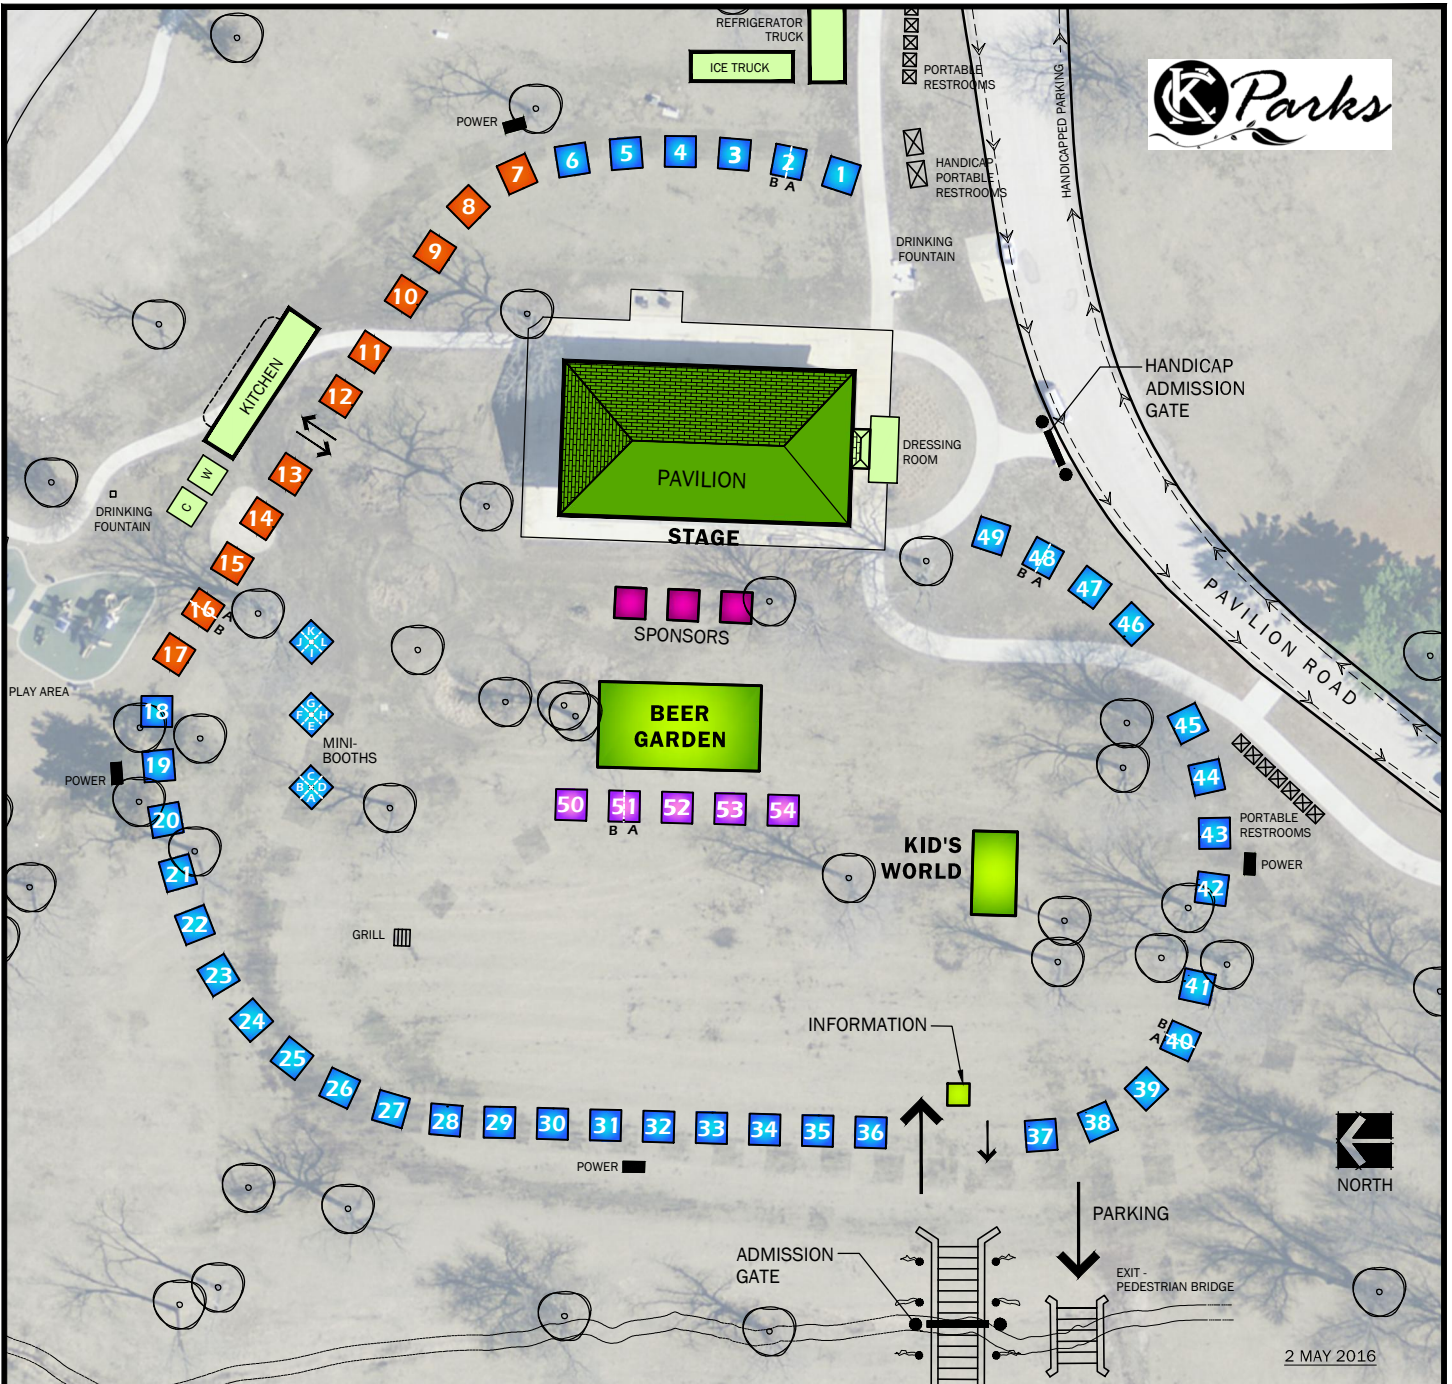 REFRIGERATOR
TRUCK
ICE TRUCK
PORTABLE
RESTROOMS
HANDICAPPED PARKING
KC Parks
POWER
HANDICAP
PORTABLE
RESTROOMS
7
6
5
4
3
2
B A
1
8
9
10
11
12
DRINKING
FOUNTAIN
KITCHEN
W
C
DRINKING
FOUNTAIN
13
14
15
16
A
B
17
PAVILION
STAGE
DRESSING
ROOM
HANDICAP
ADMISSION
GATE
49
48
B A
47
46
PAVILION ROAD
SPONSORS
PLAY AREA
K
J L
I
G
F H
E
C
B D
A
MINI-
BOOTHS
BEER
GARDEN
18
19
POWER
20
21
22
23
24
25
26
27
28
29
30
31
32
33
34
35
36
50
51
B A
52
53
54
KID'S
WORLD
45
44
43
PORTABLE
RESTROOMS
POWER
42
41
B
A
40
39
38
37
GRILL
INFORMATION
POWER
NORTH
PARKING
ADMISSION
GATE
EXIT -
PEDESTRIAN BRIDGE
2 MAY 2016